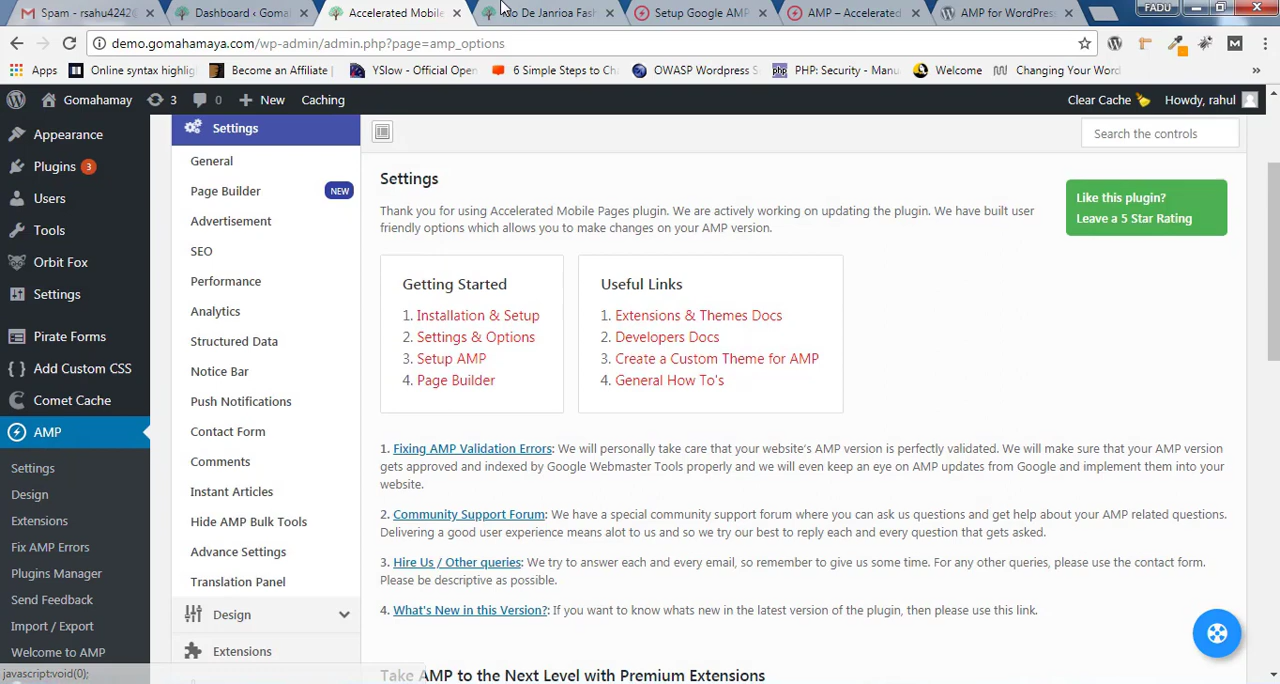 Spam - rsahu4242@
Dashboard ‹ Goma
Accelerated Mobile
No De Janrioa Fash
Setup Google AMP
AMP – Accelerated
AMP for WordPress
FADU
demo.gomahamaya.com/wp-admin/admin.php?page=amp_options
Apps
Online syntax highlig
Become an Affiliate
YSlow - Official Open
6 Simple Steps to Ch
OWASP Wordpress S
PHP: Security - Manu
Welcome
Changing Your Word
»
Gomahamay
3
0
New
Caching
Clear Cache
Howdy, rahul
Appearance
Plugins 3
Users
Tools
Orbit Fox
Settings
Pirate Forms
Add Custom CSS
Comet Cache
AMP
Settings
Design
Extensions
Fix AMP Errors
Plugins Manager
Send Feedback
Import / Export
Welcome to AMP
javascript:void(0);
Settings
General
Page Builder NEW
Advertisement
SEO
Performance
Analytics
Structured Data
Notice Bar
Push Notifications
Contact Form
Comments
Instant Articles
Hide AMP Bulk Tools
Advance Settings
Translation Panel
Design
Extensions
Search the controls
Settings
Thank you for using Accelerated Mobile Pages plugin. We are actively working on updating the plugin. We have built user
friendly options which allows you to make changes on your AMP version.
Like this plugin?
Leave a 5 Star Rating
Getting Started
1. Installation & Setup
2. Settings & Options
3. Setup AMP
4. Page Builder
Useful Links
1. Extensions & Themes Docs
2. Developers Docs
3. Create a Custom Theme for AMP
4. General How To's
1. Fixing AMP Validation Errors: We will personally take care that your website's AMP version is perfectly validated. We will make sure that your AMP version
gets approved and indexed by Google Webmaster Tools properly and we will even keep an eye on AMP updates from Google and implement them into your
website.
2. Community Support Forum: We have a special community support forum where you can ask us questions and get help about your AMP related questions.
Delivering a good user experience means alot to us and so we try our best to reply each and every question that gets asked.
3. Hire Us / Other queries: We try to answer each and every email, so remember to give us some time. For any other queries, please use the contact form.
Please be descriptive as possible.
4. What's New in this Version?: If you want to know whats new in the latest version of the plugin, then please use this link.
Take AMP to the Next Level with Premium Extensions